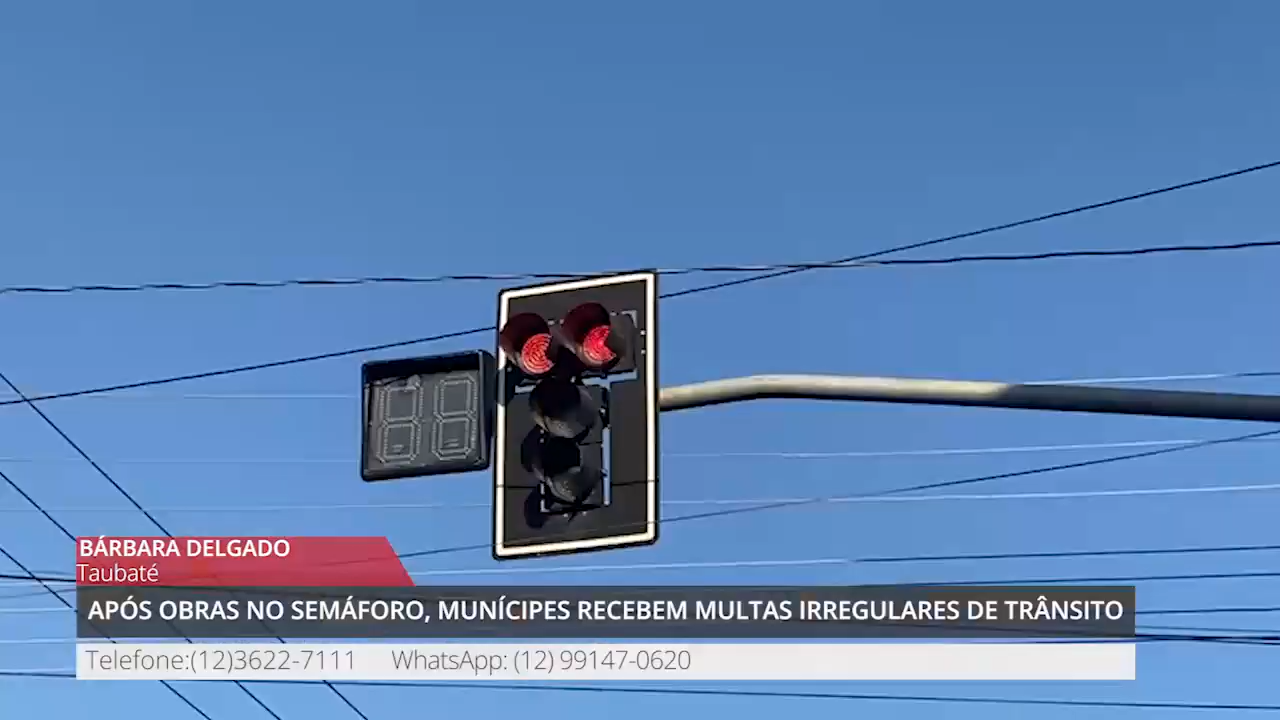 BÁRBARA DELGADO
Taubaté
APÓS OBRAS NO SEMÁFORO, MUNÍCIPES RECEBEM MULTAS IRREGULARES DE TRÂNSITO
Telefone:(12)3622-7111 WhatsApp: (12) 99147-0620